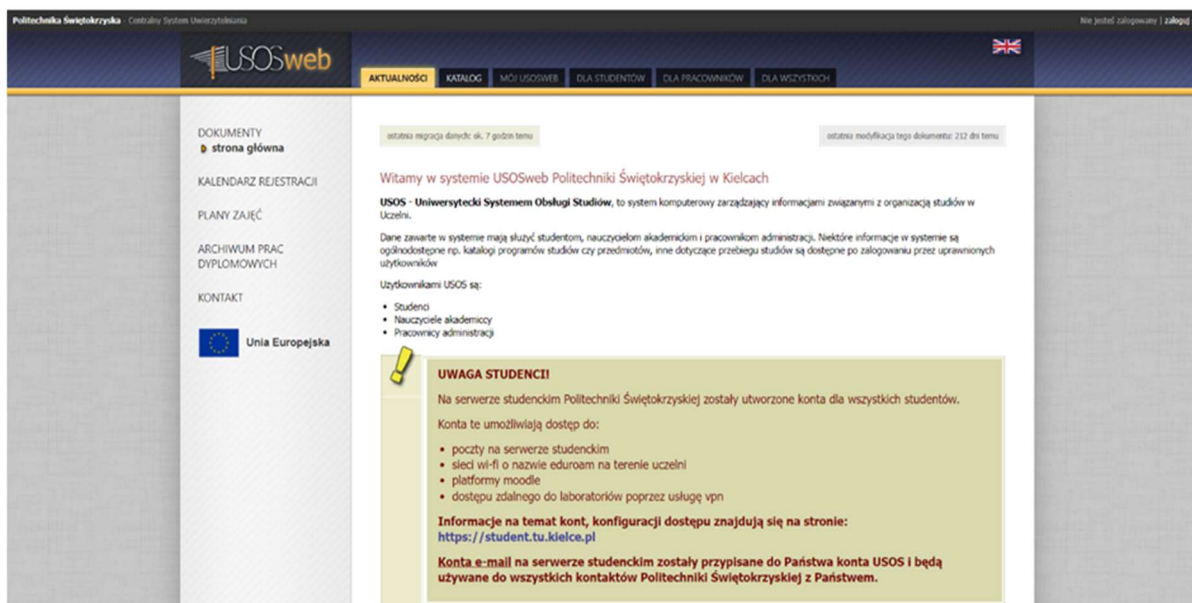 Politechnika Świętokrzyska - Centralny System Uwierzytelniania
Nie jesteś zalogowany | zaloguj
USOSweb
AKTUALNOŚCI KATALOG MÓJ USOSWEB DLA STUDENTÓW DLA PRACOWNIKÓW DLA WSZYSTKICH
DOKUMENTY
strona główna
KALENDARZ REJESTRACJI
PLANY ZAJĘĆ
ARCHIWUM PRAC
DYPLOMOWYCH
KONTAKT
Unia Europejska
ostatnia migracja danych: ok. 7 godzin temu
ostatnia modyfikacja tego dokumentu: 212 dni temu
Witamy w systemie USOSweb Politechniki Świętokrzyskiej w Kielcach
USOS - Uniwersytecki Systemem Obsługi Studiów, to system komputerowy zarządzający informacjami związanymi z organizacją studiów w
Uczelni.
Dane zawarte w systemie mają służyć studentom, nauczycielom akademickim i pracownikom administracji. Niektóre informacje w systemie są
ogólnodostępne np. katalogi programów studiów czy przedmiotów, inne dotyczące przebiegu studiów są dostępne po zalogowaniu przez uprawnionych
użytkowników
Użytkownikami USOS są:
• Studenci
• Nauczyciele akademiccy
• Pracownicy administracji
UWAGA STUDENCI!
Na serwerze studenckim Politechniki Świętokrzyskiej zostały utworzone konta dla wszystkich studentów.
Konta te umożliwiają dostęp do:
• poczty na serwerze studenckim
• sieci wi-fi o nazwie eduroam na terenie uczelni
• platformy moodle
• dostępu zdalnego do laboratoriów poprzez usługę vpn
Informacje na temat kont, konfiguracji dostępu znajdują się na stronie:
https://student.tu.kielce.pl
Konta e-mail na serwerze studenckim zostały przypisane do Państwa konta USOS i będą
używane do wszystkich kontaktów Politechniki Świętokrzyskiej z Państwem.